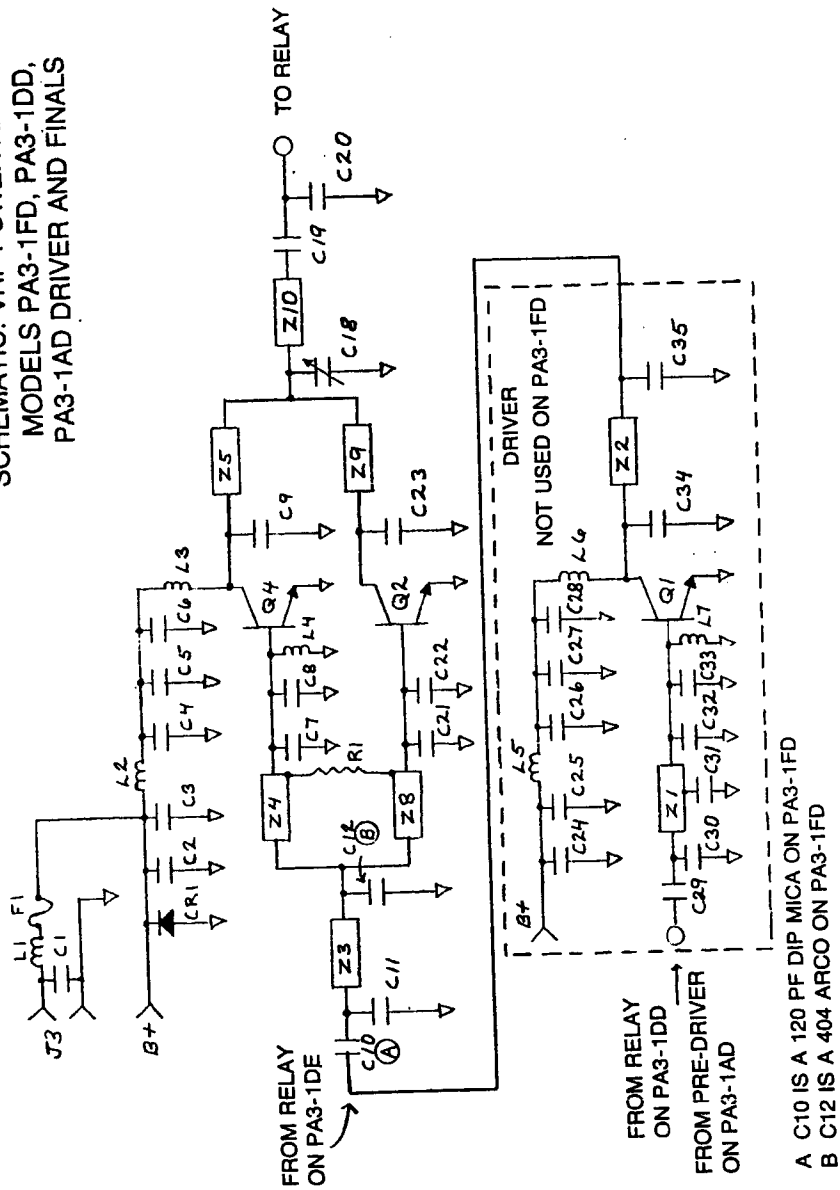 SCHEMATIC: VHF POWER
MODELS PA3-1FD, PA3-1DD,
PA3-1AD DRIVER AND FINALS
J3
L1
F1
C1
B+
CR1
C2
C3
L2
C4
C5
C6
L3
Q4
C9
Z5
Z4
C7
C8
L4
R1
Z8
C21
C22
Q2
C23
Z9
C18
Z10
C19
C20
TO RELAY
FROM RELAY
ON PA3-1DE
C10
A
C11
Z3
C12
B
DRIVER
NOT USED ON PA3-1FD
B+
C24
C25
L5
C26
C27
C28
L6
Q1
C34
Z2
C35
C29
C30
Z1
C31
C32
C33
L7
FROM RELAY
ON PA3-1DD
FROM PRE-DRIVER
ON PA3-1AD
A C10 IS A 120 PF DIP MICA ON PA3-1FD
B C12 IS A 404 ARCO ON PA3-1FD